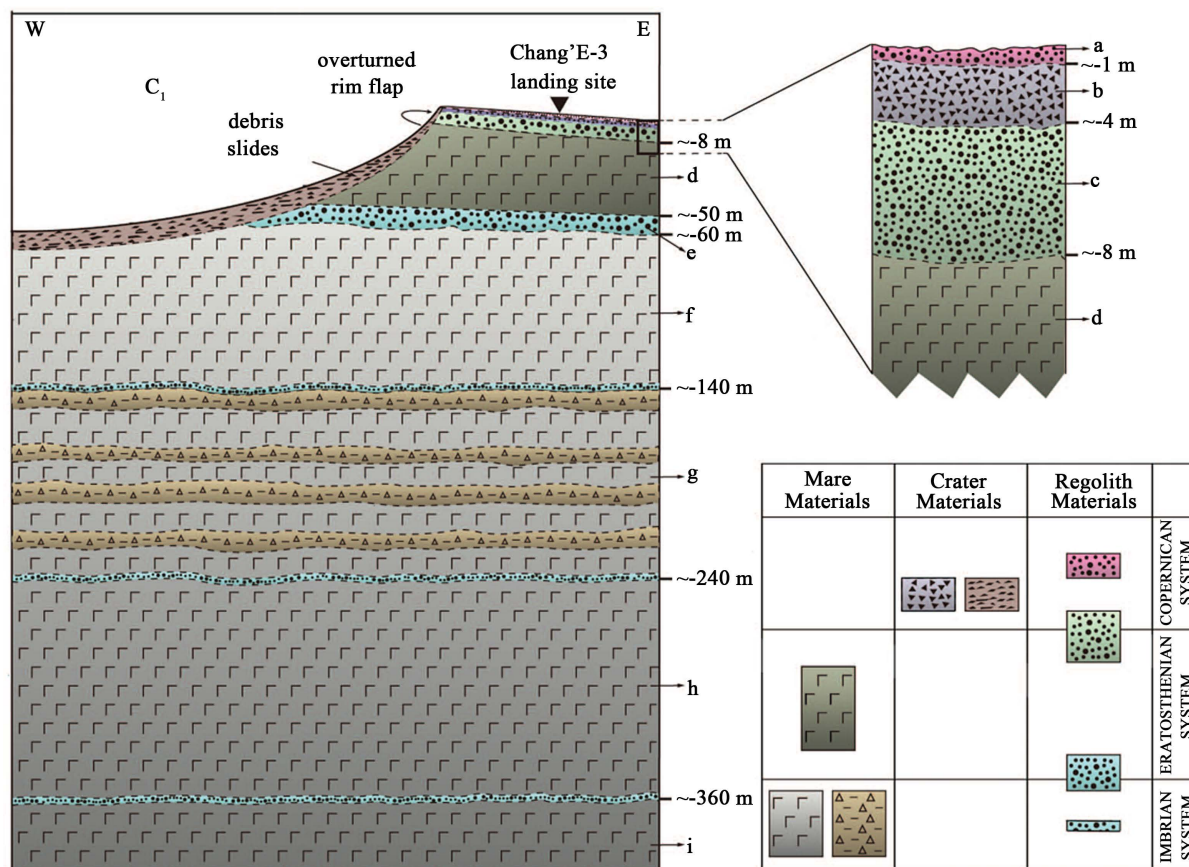 W
E
C₁
overturned
rim flap
Chang’E-3
landing site
debris
slides
~-8 m
d
~-50 m
~-60 m
e
f
~-140 m
g
~-240 m
h
~-360 m
i
a
~-1 m
b
~-4 m
c
~-8 m
d
Mare
Materials
Crater
Materials
Regolith
Materials
COPERNICAN
SYSTEM
ERATOSTHENIAN
SYSTEM
IMBRIAN
SYSTEM